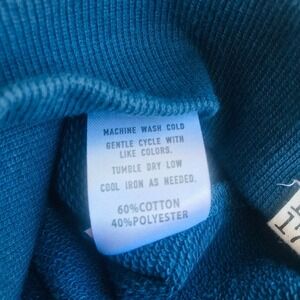 MACHINE WASH COLD
GENTLE CYCLE WITH
LIKE COLORS.
TUMBLE DRY LOW
COOL IRON AS NEEDED.
60%COTTON
40%POLYESTER